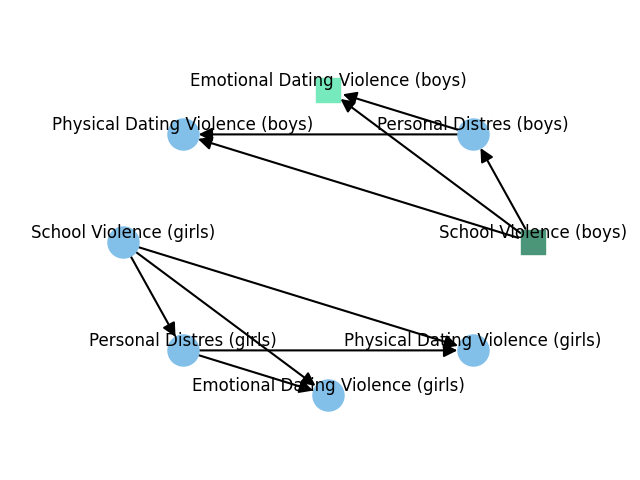 Emotional Dating Violence (boys)
Physical Dating Violence (boys)
Personal Distres (boys)
School Violence (girls)
School Violence (boys)
Personal Distres (girls)
Physical Dating Violence (girls)
Emotional Dating Violence (girls)